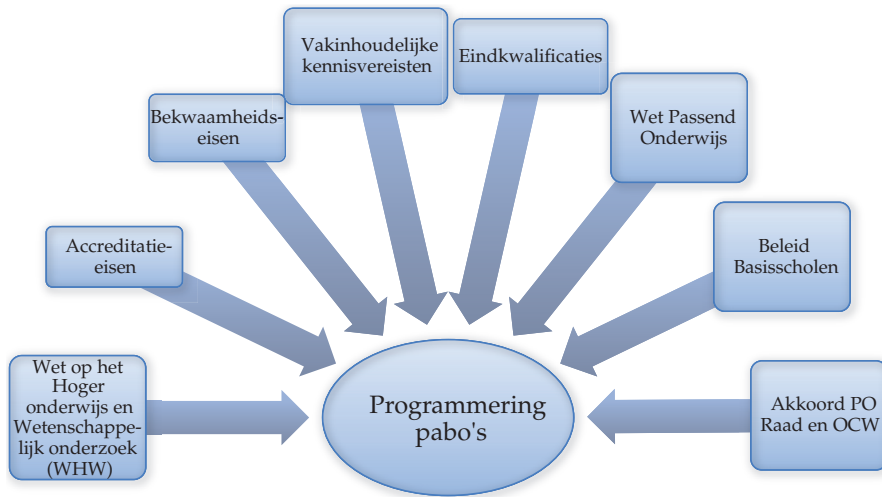 Vakinhoudelijke
kennisvereisten
Eindkwalificaties
Bekwaamheids-
eisen
Wet Passend
Onderwijs
Accreditatie-
eisen
Beleid
Basisscholen
Wet op het
Hoger
onderwijs en
Wetenschappe-
lijk onderzoek
(WHW)
Programmering
pabo's
Akkoord PO
Raad en OCW